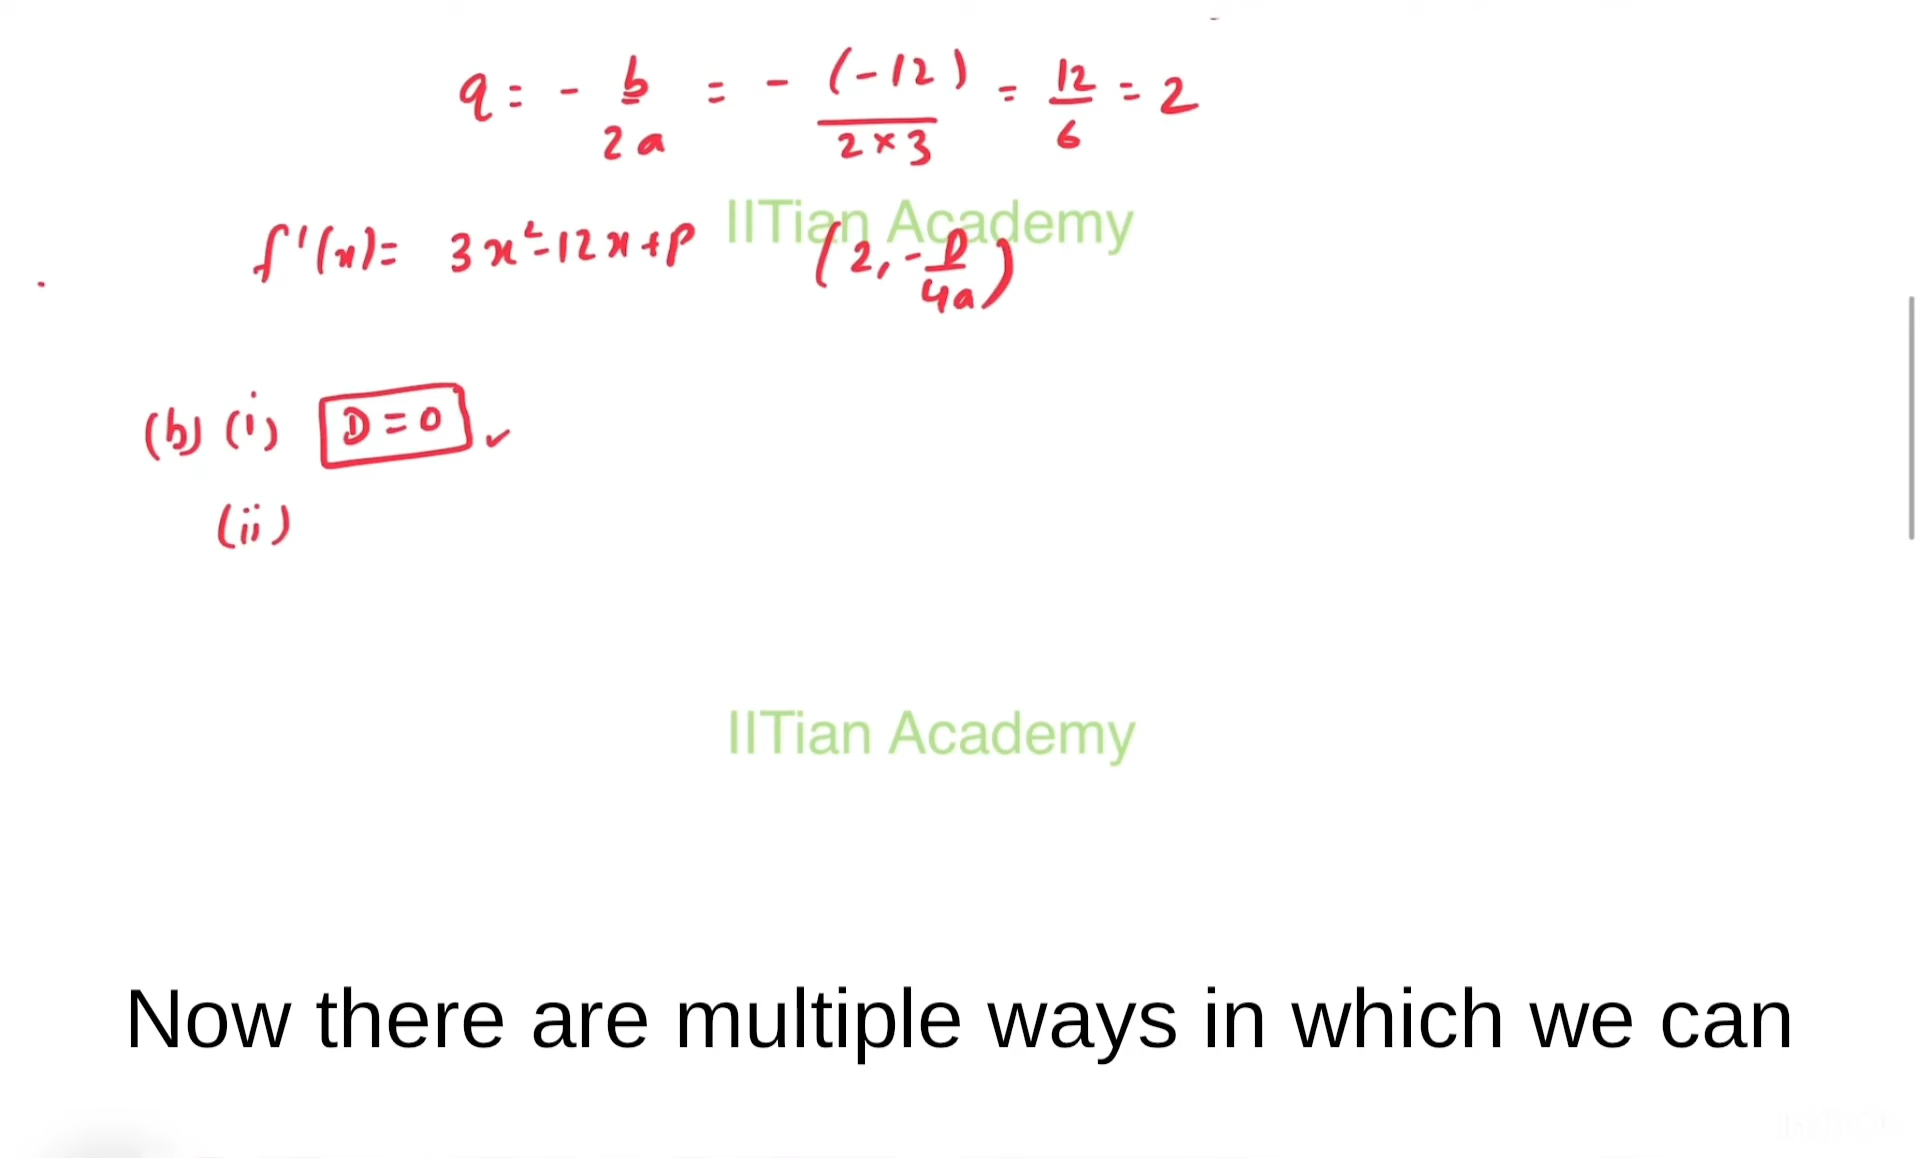 q = - b/2a = - (-12)/2×3 = 12/6 = 2
IITian Academy
f'(x) = 3x²-12x+p (2, -D/4a)
(b) (i) D=0 ✓
(ii)
IITian Academy
Now there are multiple ways in which we can